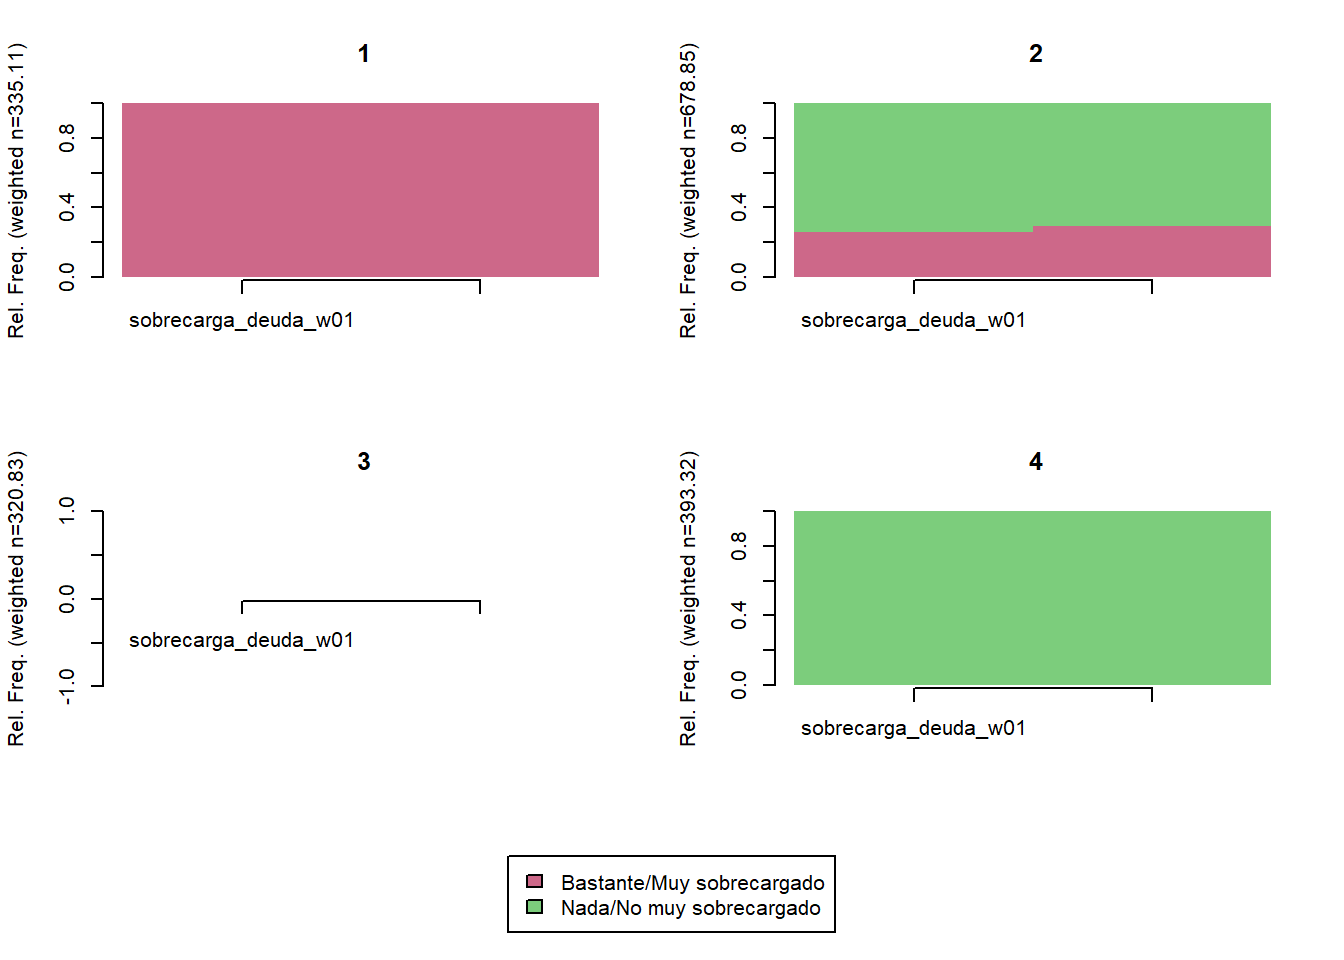 1
Rel. Freq. (weighted n=335.11)
0.8
0.4
0.0
sobrecarga_deuda_w01
2
Rel. Freq. (weighted n=678.85)
0.8
0.4
0.0
sobrecarga_deuda_w01
3
Rel. Freq. (weighted n=320.83)
1.0
0.0
-1.0
sobrecarga_deuda_w01
4
Rel. Freq. (weighted n=393.32)
0.8
0.4
0.0
sobrecarga_deuda_w01
Bastante/Muy sobrecargado
Nada/No muy sobrecargado